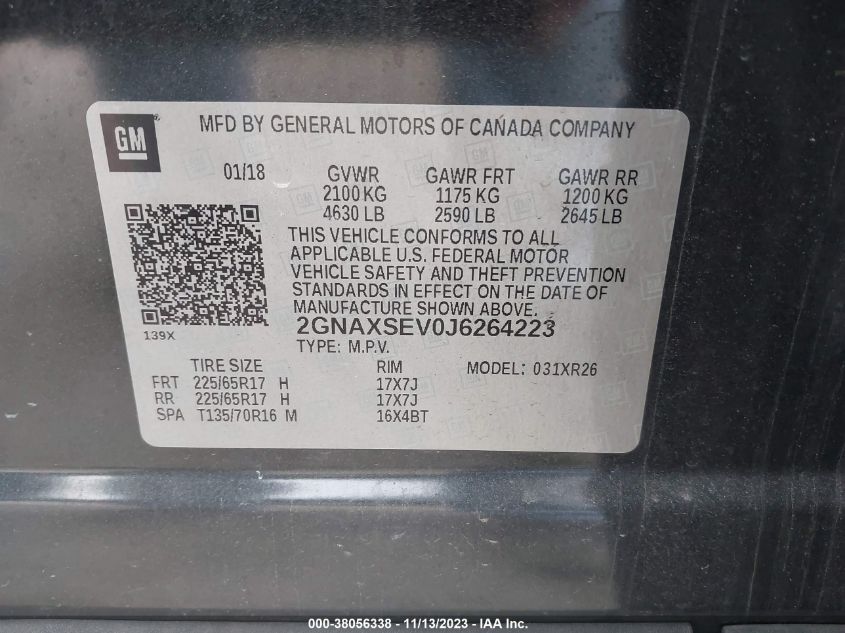 GM
MFD BY GENERAL MOTORS OF CANADA COMPANY
01/18 GVWR GAWR FRT GAWR RR
2100 KG 1175 KG 1200 KG
4630 LB 2590 LB 2645 LB
THIS VEHICLE CONFORMS TO ALL
APPLICABLE U.S. FEDERAL MOTOR
VEHICLE SAFETY AND THEFT PREVENTION
STANDARDS IN EFFECT ON THE DATE OF
MANUFACTURE SHOWN ABOVE.
2GNAXSEV0J6264223
139X
TYPE: M.P.V.
TIRE SIZE RIM MODEL: 031XR26
FRT 225/65R17 H 17X7J
RR 225/65R17 H 17X7J
SPA T135/70R16 M 16X4BT
000-38056338 - 11/13/2023 - IAA Inc.